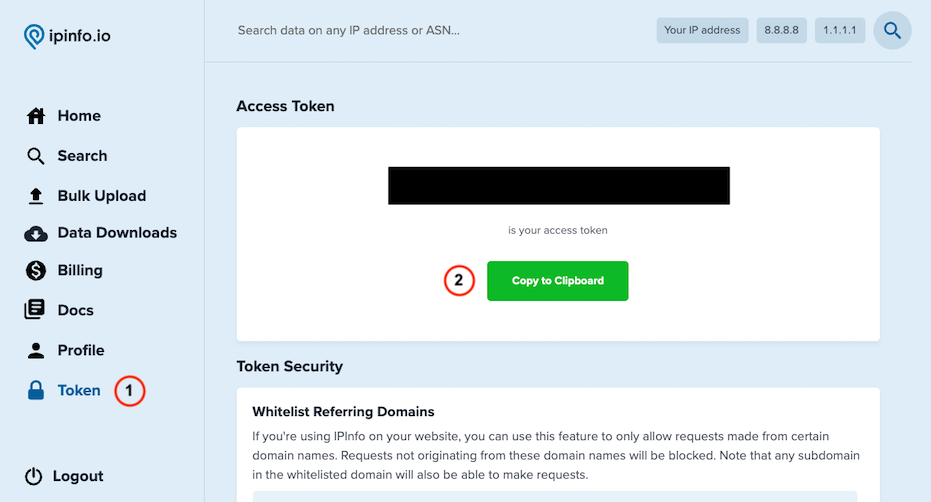 ipinfo.io
Search data on any IP address or ASN...
Your IP address
8.8.8.8
1.1.1.1
Home
Search
Bulk Upload
Data Downloads
Billing
Docs
Profile
Token
1
Logout
Access Token
is your access token
2
Copy to Clipboard
Token Security
Whitelist Referring Domains
If you're using IPInfo on your website, you can use this feature to only allow requests made from certain
domain names. Requests not originating from these domain names will be blocked. Note that any subdomain
in the whitelisted domain will also be able to make requests.